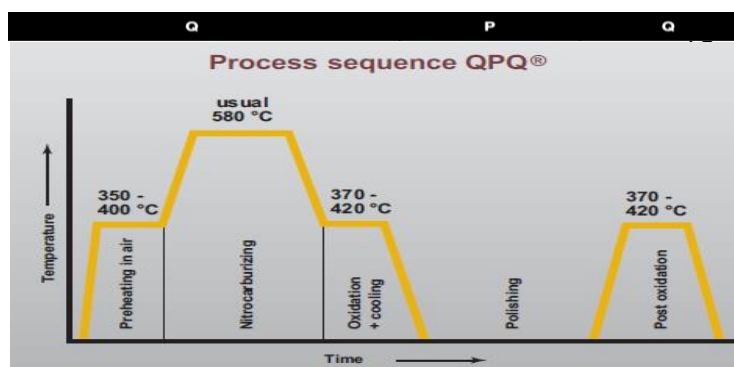 Q P Q
Process sequence QPQ®
usual
580 °C
350 -
400 °C
370 -
420 °C
370 -
420 °C
Temperature
Preheating in air
Nitrocarburizing
Oxidation
+ cooling
Polishing
Post oxidation
Time